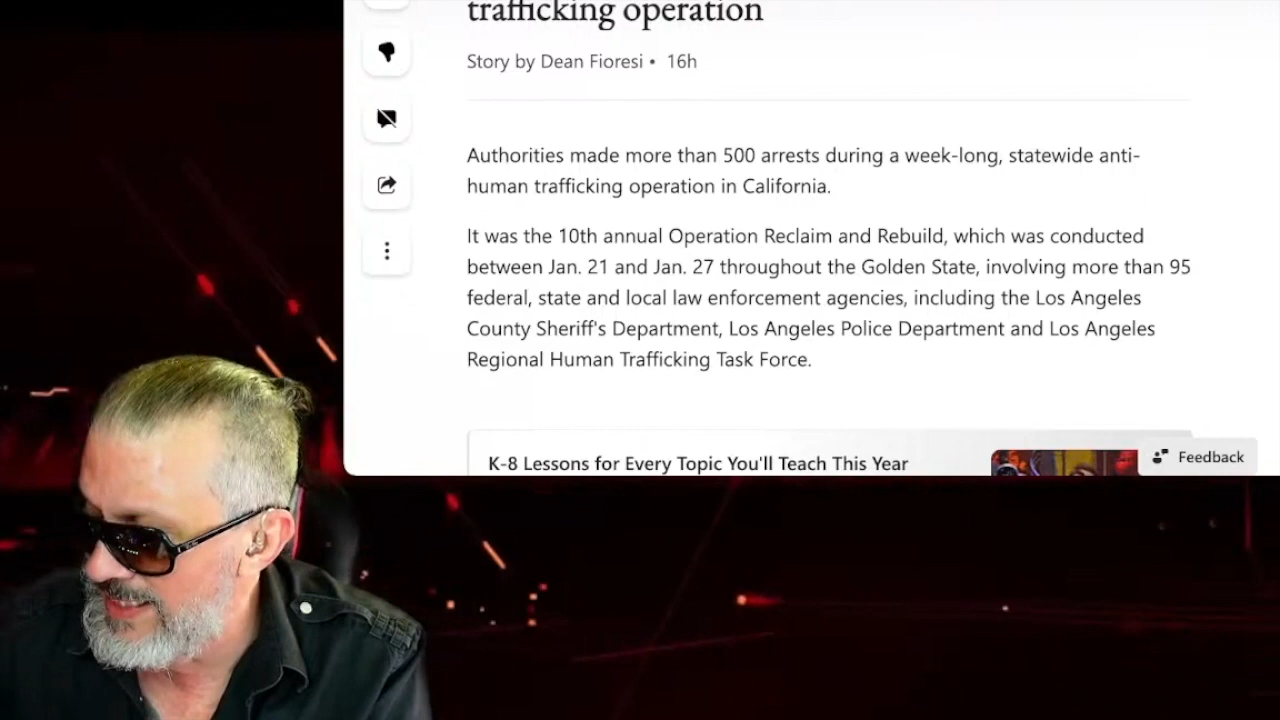 trafficking operation
Story by Dean Fioresi • 16h
Authorities made more than 500 arrests during a week-long, statewide anti-
human trafficking operation in California.
It was the 10th annual Operation Reclaim and Rebuild, which was conducted
between Jan. 21 and Jan. 27 throughout the Golden State, involving more than 95
federal, state and local law enforcement agencies, including the Los Angeles
County Sheriff's Department, Los Angeles Police Department and Los Angeles
Regional Human Trafficking Task Force.
K-8 Lessons for Every Topic You'll Teach This Year
Feedback